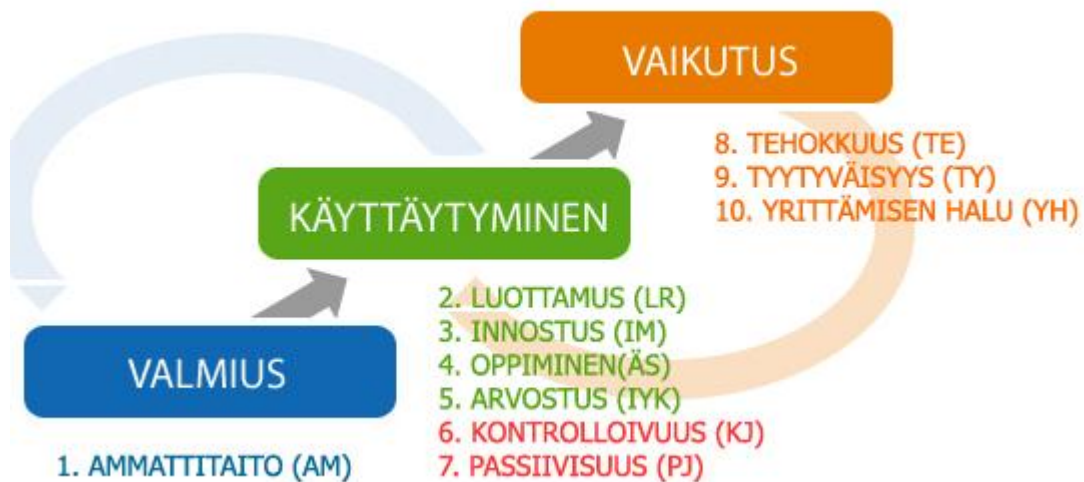 VAIKUTUS
8. TEHOKKUUS (TE)
9. TYYTYVÄISYYS (TY)
10. YRITTÄMISEN HALU (YH)
KÄYTTÄYTYMINEN
2. LUOTTAMUS (LR)
3. INNOSTUS (IM)
4. OPPIMINEN(ÄS)
5. ARVOSTUS (IYK)
6. KONTROLLOIVUUS (KJ)
7. PASSIIVISUUS (PJ)
VALMIUS
1. AMMATTITAITO (AM)